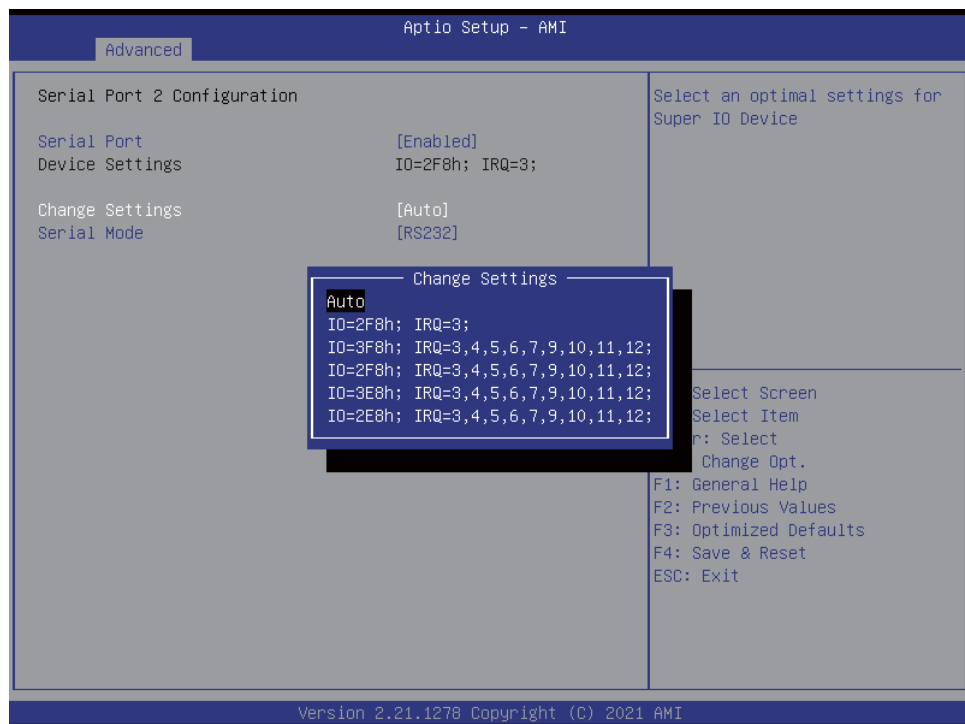 Aptio Setup – AMI
Advanced
Serial Port 2 Configuration
Serial Port [Enabled]
Device Settings IO=2F8h; IRQ=3;
Change Settings [Auto]
Serial Mode [RS232]
Select an optimal settings for
Super IO Device
Change Settings
Auto
IO=2F8h; IRQ=3;
IO=3F8h; IRQ=3,4,5,6,7,9,10,11,12;
IO=2F8h; IRQ=3,4,5,6,7,9,10,11,12;
IO=3E8h; IRQ=3,4,5,6,7,9,10,11,12;
IO=2E8h; IRQ=3,4,5,6,7,9,10,11,12;
Select Screen
Select Item
r: Select
Change Opt.
F1: General Help
F2: Previous Values
F3: Optimized Defaults
F4: Save & Reset
ESC: Exit
Version 2.21.1278 Copyright (C) 2021 AMI